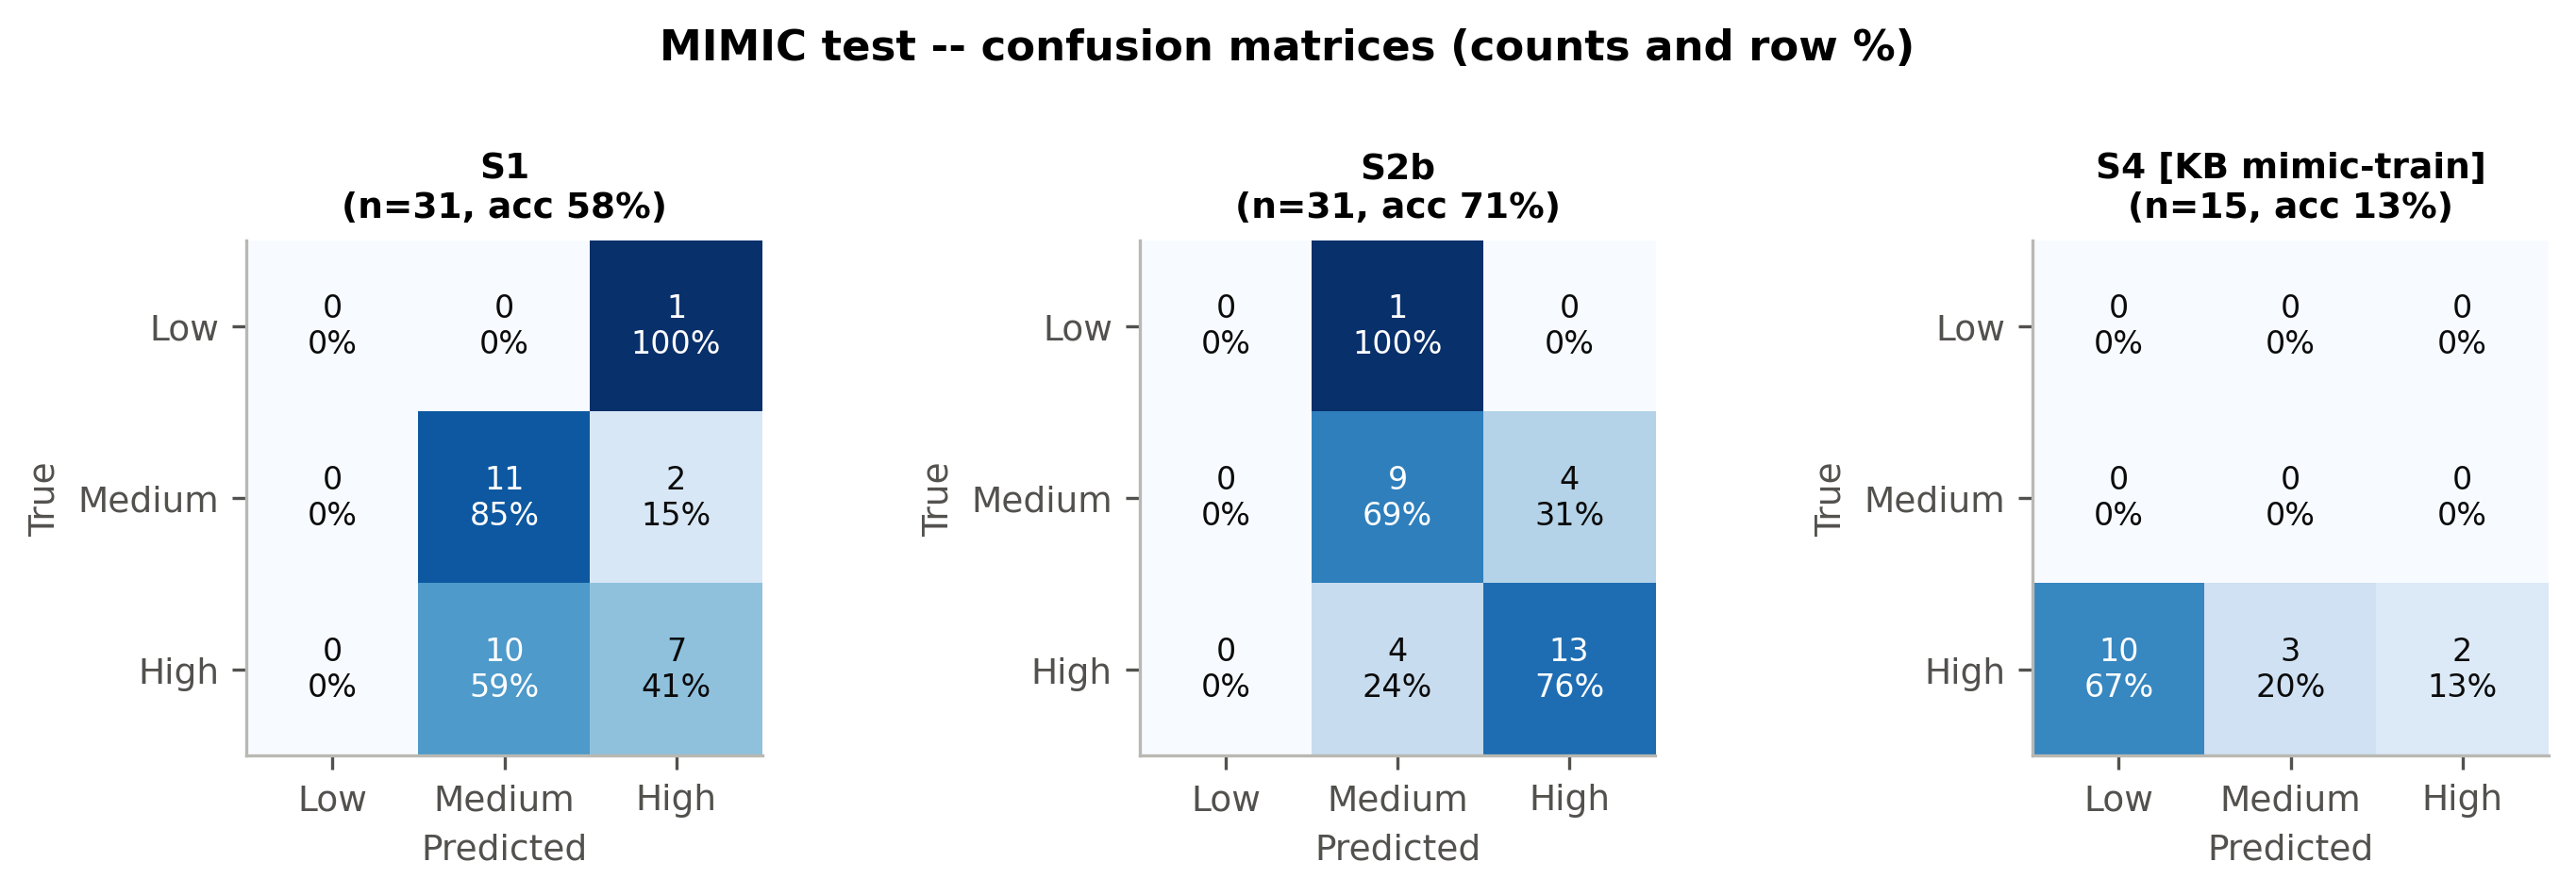 MIMIC test -- confusion matrices (counts and row %)
S1
(n=31, acc 58%)
True
Low
Medium
High
0
0%
0
0%
1
100%
0
0%
11
85%
2
15%
0
0%
10
59%
7
41%
Low Medium High
Predicted
S2b
(n=31, acc 71%)
True
Low
Medium
High
0
0%
1
100%
0
0%
0
0%
9
69%
4
31%
0
0%
4
24%
13
76%
Low Medium High
Predicted
S4 [KB mimic-train]
(n=15, acc 13%)
True
Low
Medium
High
0
0%
0
0%
0
0%
0
0%
0
0%
0
0%
10
67%
3
20%
2
13%
Low Medium High
Predicted